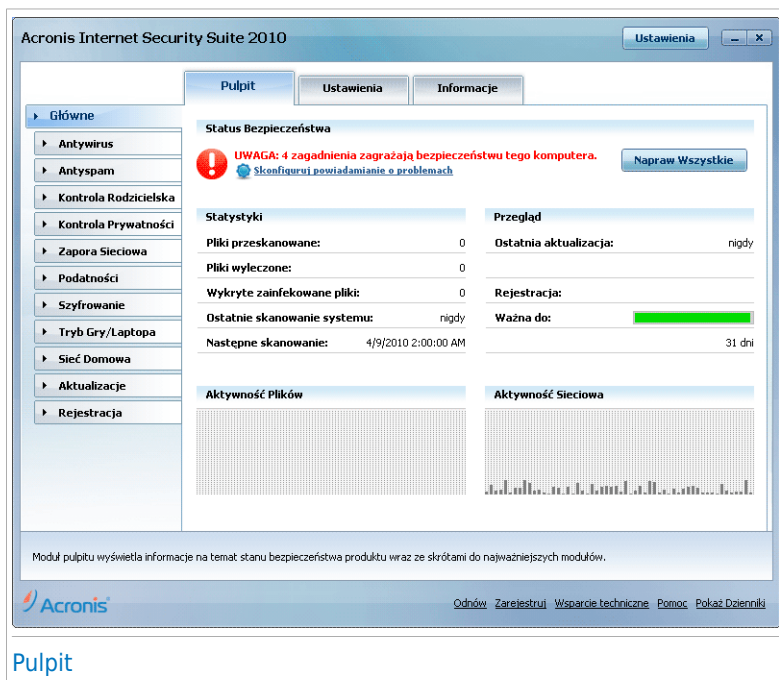 Acronis Internet Security Suite 2010
Ustawienia
Pulpit
Ustawienia
Informacje
Główne
Antywirus
Antyspam
Kontrola Rodzicielska
Kontrola Prywatności
Zapora Sieciowa
Podatności
Szyfrowanie
Tryb Gry/Laptopa
Sieć Domowa
Aktualizacje
Rejestracja
Status Bezpieczeństwa
UWAGA: 4 zagadnienia zagrażają bezpieczeństwu tego komputera.
Skonfiguruj powiadamianie o problemach
Napraw Wszystkie
Statystyki
Pliki przeskanowane: 0
Pliki wyleczone: 0
Wykryte zainfekowane pliki: 0
Ostatnie skanowanie systemu: nigdy
Następne skanowanie: 4/9/2010 2:00:00 AM
Przegląd
Ostatnia aktualizacja: nigdy
Rejestracja:
Ważna do:
31 dni
Aktywność Plików
Aktywność Sieciowa
Moduł pulpitu wyświetla informacje na temat stanu bezpieczeństwa produktu wraz ze skrótami do najważniejszych modułów.
Acronis
Odnów Zarejestruj Wsparcie techniczne Pomoc Pokaż Dzienniki
Pulpit